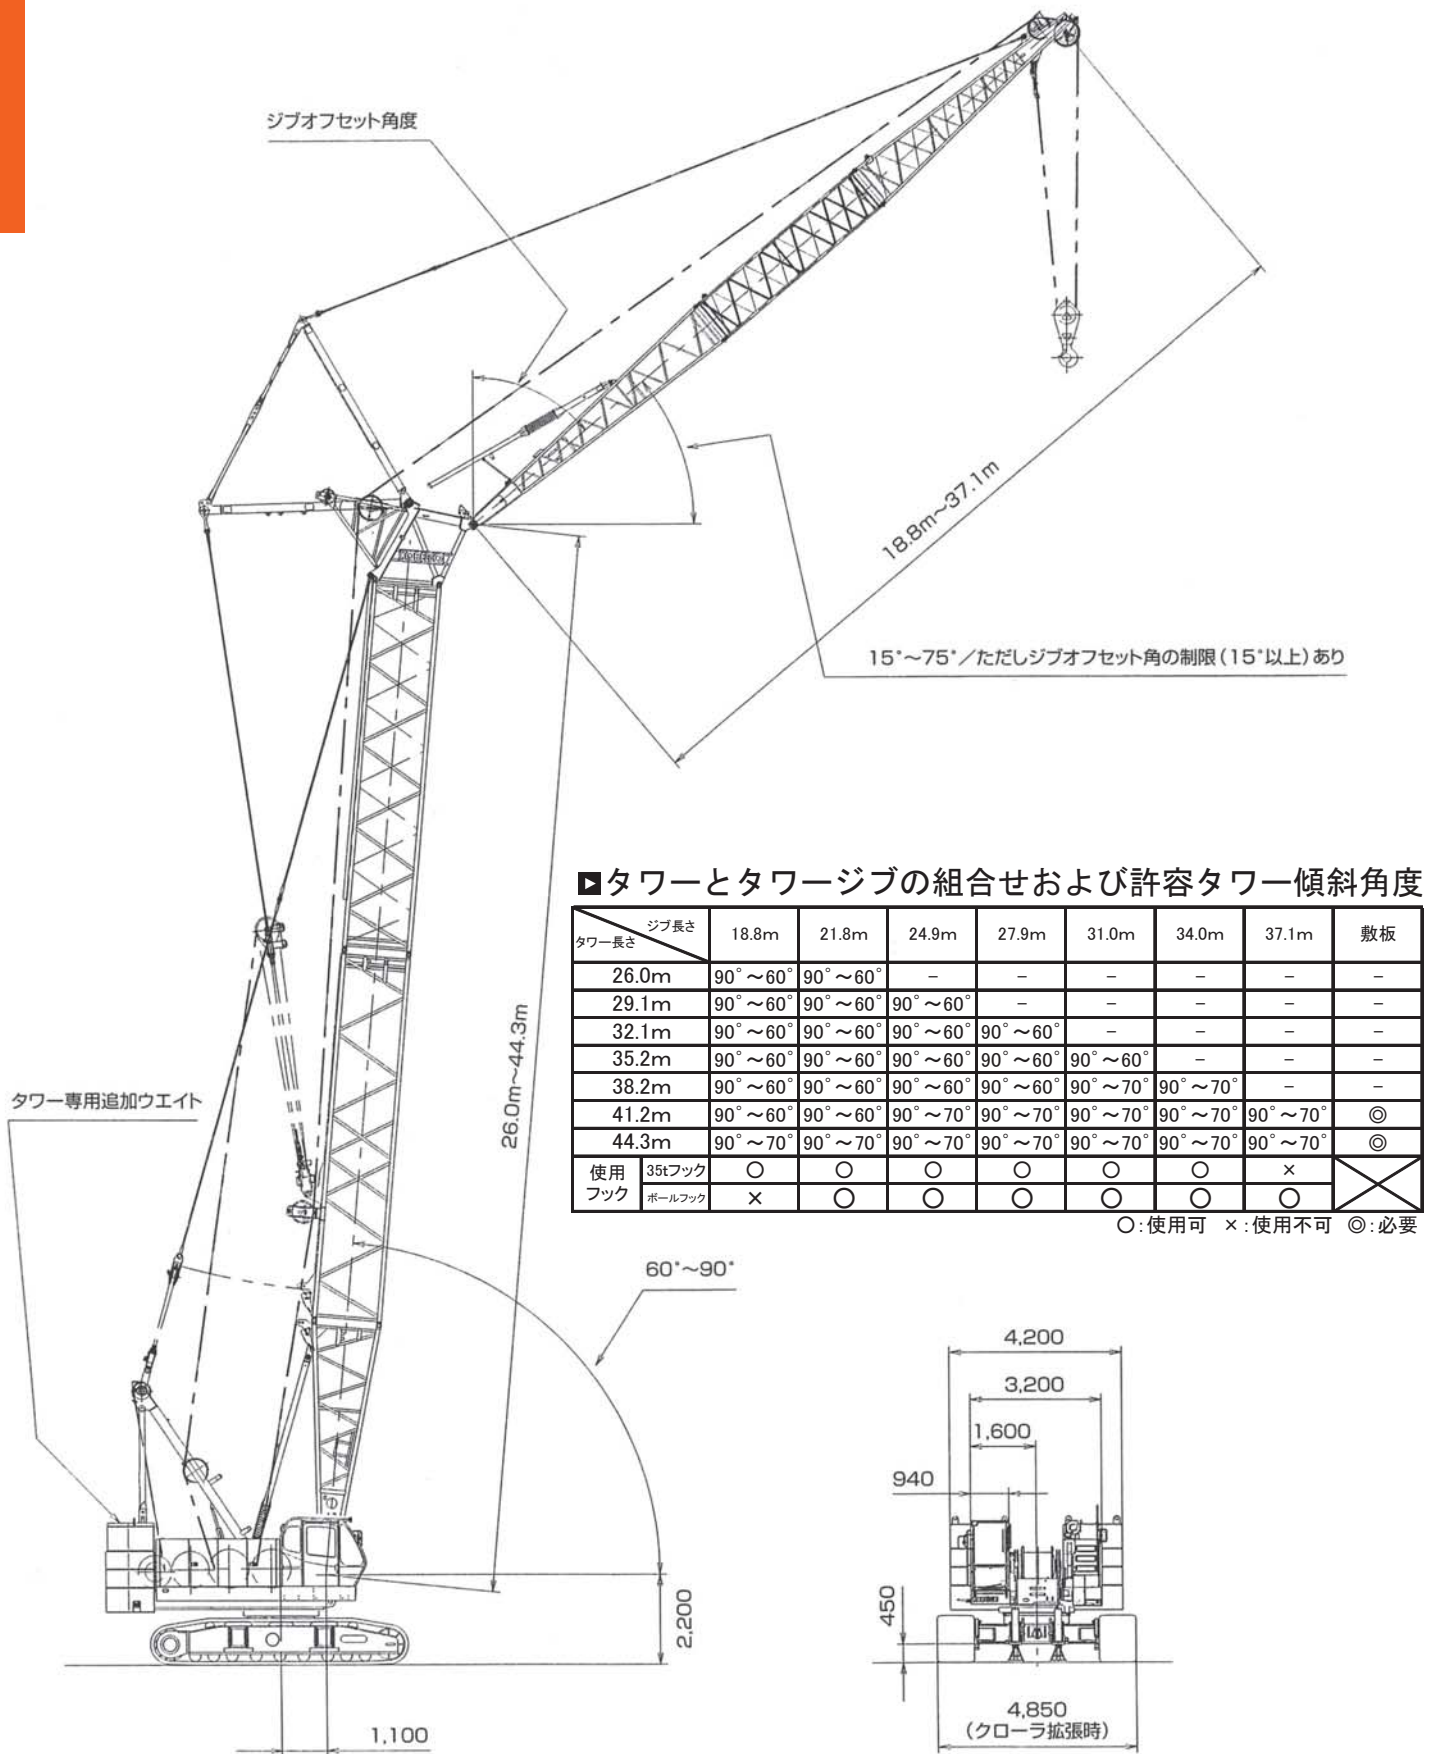 ジブオフセット角度
18.8m～37.1m
15°～75°／ただしジブオフセット角の制限(15°以上)あり
タワーとタワージブの組合せおよび許容タワー傾斜角度
タワー長さ ジブ長さ 18.8m 21.8m 24.9m 27.9m 31.0m 34.0m 37.1m 敷板
26.0m 90°～60° 90°～60° － － － － － －
29.1m 90°～60° 90°～60° 90°～60° － － － － －
32.1m 90°～60° 90°～60° 90°～60° 90°～60° － － － －
35.2m 90°～60° 90°～60° 90°～60° 90°～60° 90°～60° － － －
38.2m 90°～60° 90°～60° 90°～60° 90°～60° 90°～70° 90°～70° － －
41.2m 90°～60° 90°～60° 90°～70° 90°～70° 90°～70° 90°～70° 90°～70° ◎
44.3m 90°～70° 90°～70° 90°～70° 90°～70° 90°～70° 90°～70° 90°～70° ◎
使用フック 35tフック ○ ○ ○ ○ ○ ○ ×
ボールフック × ○ ○ ○ ○ ○ ○
○：使用可 ×：使用不可 ◎：必要
26.0m～44.3m
タワー専用追加ウエイト
60°～90°
2,200
1,100
4,200
3,200
1,600
940
450
4,850
(クローラ拡張時)